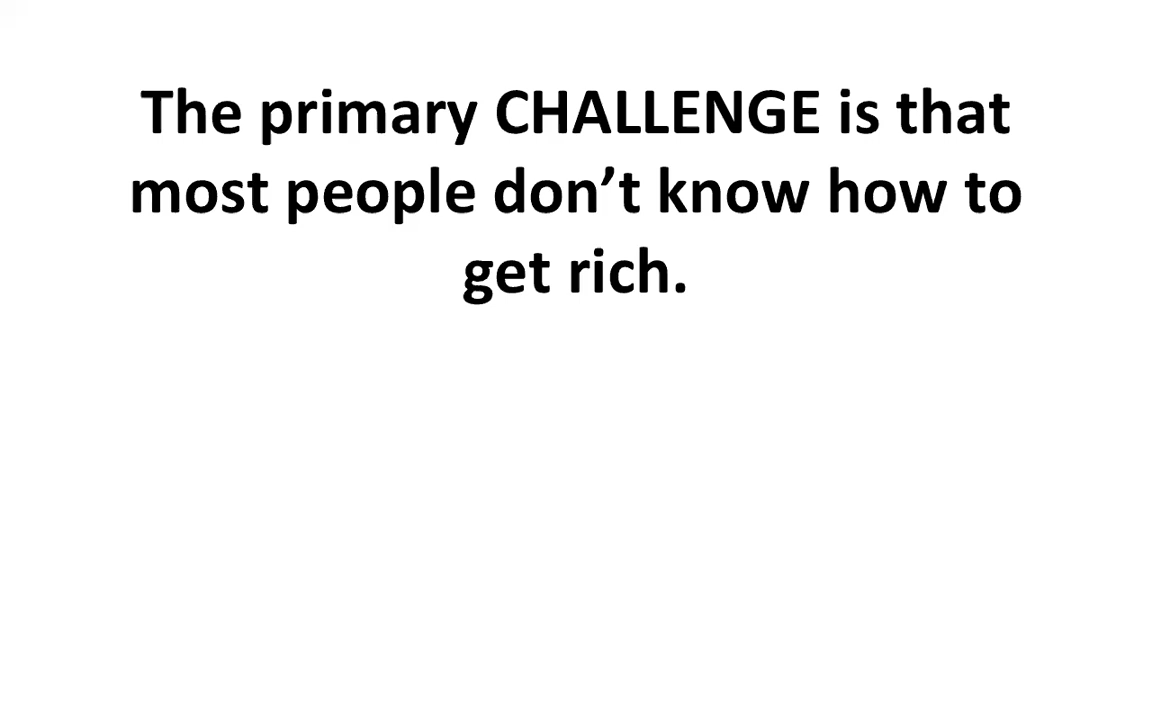 The primary CHALLENGE is that
most people don’t know how to
get rich.